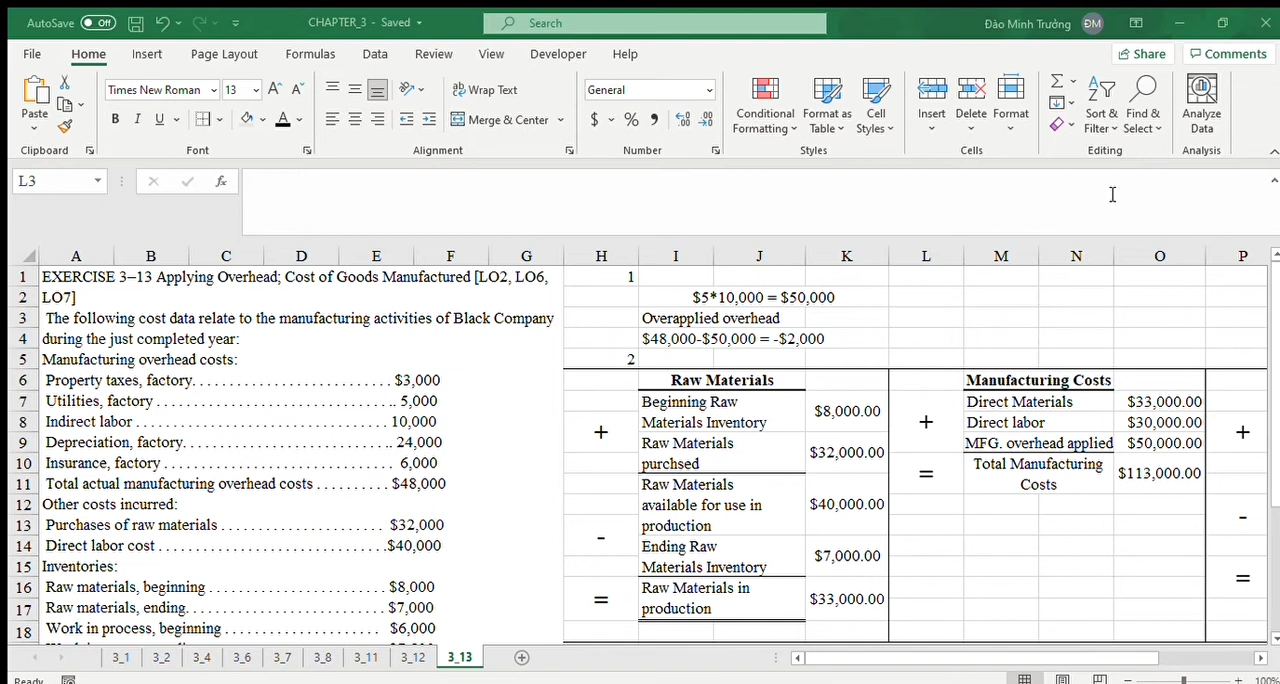 AutoSave Off CHAPTER_3 - Saved Search Đào Minh Trưởng ĐM
File Home Insert Page Layout Formulas Data Review View Developer Help Share Comments
Times New Roman 13 A A Wrap Text General
Paste B I U A Merge & Center $ % Conditional Formatting Format as Table Cell Styles Insert Delete Format Sort & Filter Find & Select Analyze Data
Clipboard Font Alignment Number Styles Cells Editing Analysis
L3 fx
A B C D E F G H I J K L M N O P
1 EXERCISE 3–13 Applying Overhead; Cost of Goods Manufactured [LO2, LO6, 1
2 LO7] $5*10,000 = $50,000
3 The following cost data relate to the manufacturing activities of Black Company Overapplied overhead
4 during the just completed year: $48,000-$50,000 = -$2,000
5 Manufacturing overhead costs: 2
6 Property taxes, factory. . . . . . . . . . . . . . . . . . . . . . . . . . $3,000 Raw Materials Manufacturing Costs
7 Utilities, factory . . . . . . . . . . . . . . . . . . . . . . . . . . . . . . . 5,000 Beginning Raw $8,000.00 Direct Materials $33,000.00
8 Indirect labor . . . . . . . . . . . . . . . . . . . . . . . . . . . . . . . . . 10,000 + Materials Inventory + Direct labor $30,000.00
9 Depreciation, factory. . . . . . . . . . . . . . . . . . . . . . . . . . . 24,000 Raw Materials $32,000.00 MFG. overhead applied $50,000.00 +
10 Insurance, factory . . . . . . . . . . . . . . . . . . . . . . . . . . . . . 6,000 purchsed = Total Manufacturing $113,000.00
11 Total actual manufacturing overhead costs . . . . . . . . . . $48,000 Raw Materials Costs
12 Other costs incurred: available for use in $40,000.00
13 Purchases of raw materials . . . . . . . . . . . . . . . . . . . . . . . $32,000 production -
14 Direct labor cost . . . . . . . . . . . . . . . . . . . . . . . . . . . . . . .$40,000 - Ending Raw $7,000.00
15 Inventories: Materials Inventory
16 Raw materials, beginning . . . . . . . . . . . . . . . . . . . . . . . . $8,000 = Raw Materials in $33,000.00 =
17 Raw materials, ending. . . . . . . . . . . . . . . . . . . . . . . . . . . $7,000 production
18 Work in process, beginning . . . . . . . . . . . . . . . . . . . . . . $6,000
3_1 3_2 3_4 3_6 3_7 3_8 3_11 3_12 3_13
Ready 100%